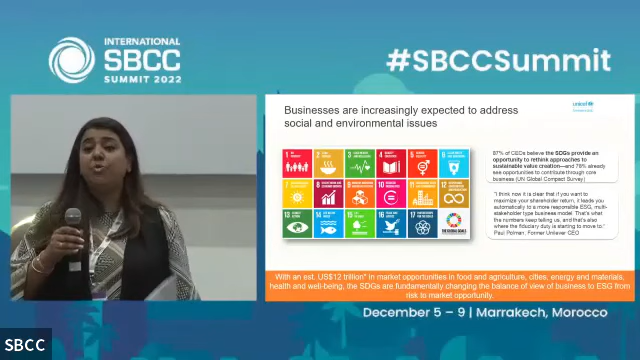 INTERNATIONAL
SBCC
SUMMIT 2022
#SBCCSummit
Businesses are increasingly expected to address
social and environmental issues
unicef
THE GLOBAL GOALS
87% of CEOs believe the SDGs provide an
opportunity to rethink approaches to
sustainable value creation—and 78% already
see opportunities to contribute through core
business (UN Global Compact Survey)
"I think now it is clear that if you want to
maximize your shareholder return, it leads you
automatically to a more responsible ESG, multi-
stakeholder type business model. That's what
the numbers keep telling us, and that's also
where the fiduciary duty is starting to move to."
Paul Polman, Former Unilever CEO
With an est. US$12 trillion* in market opportunities in food and agriculture, cities, energy and materials,
health and well-being, the SDGs are fundamentally changing the balance of view of business to ESG from
risk to market opportunity.
December 5 – 9 | Marrakech, Morocco
SBCC